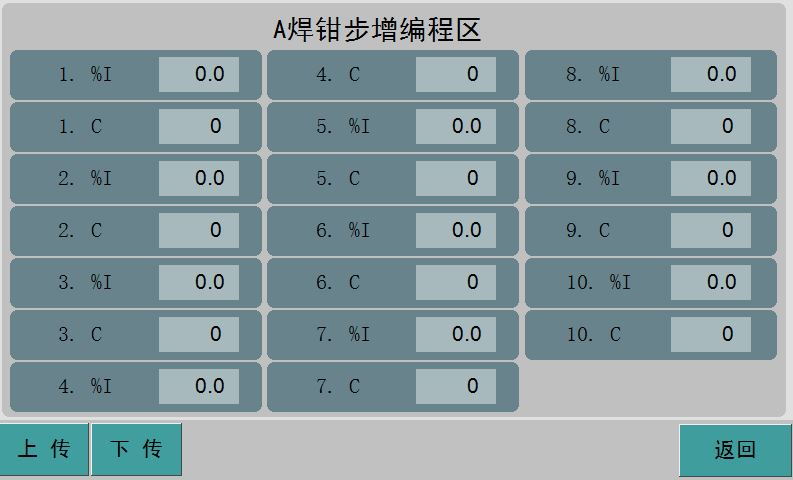 A焊钳步增编程区
1. %I 0.0
1. C 0
2. %I 0.0
2. C 0
3. %I 0.0
3. C 0
4. %I 0.0
4. C 0
5. %I 0.0
5. C 0
6. %I 0.0
6. C 0
7. %I 0.0
7. C 0
8. %I 0.0
8. C 0
9. %I 0.0
9. C 0
10. %I 0.0
10. C 0
上 传
下 传
返回